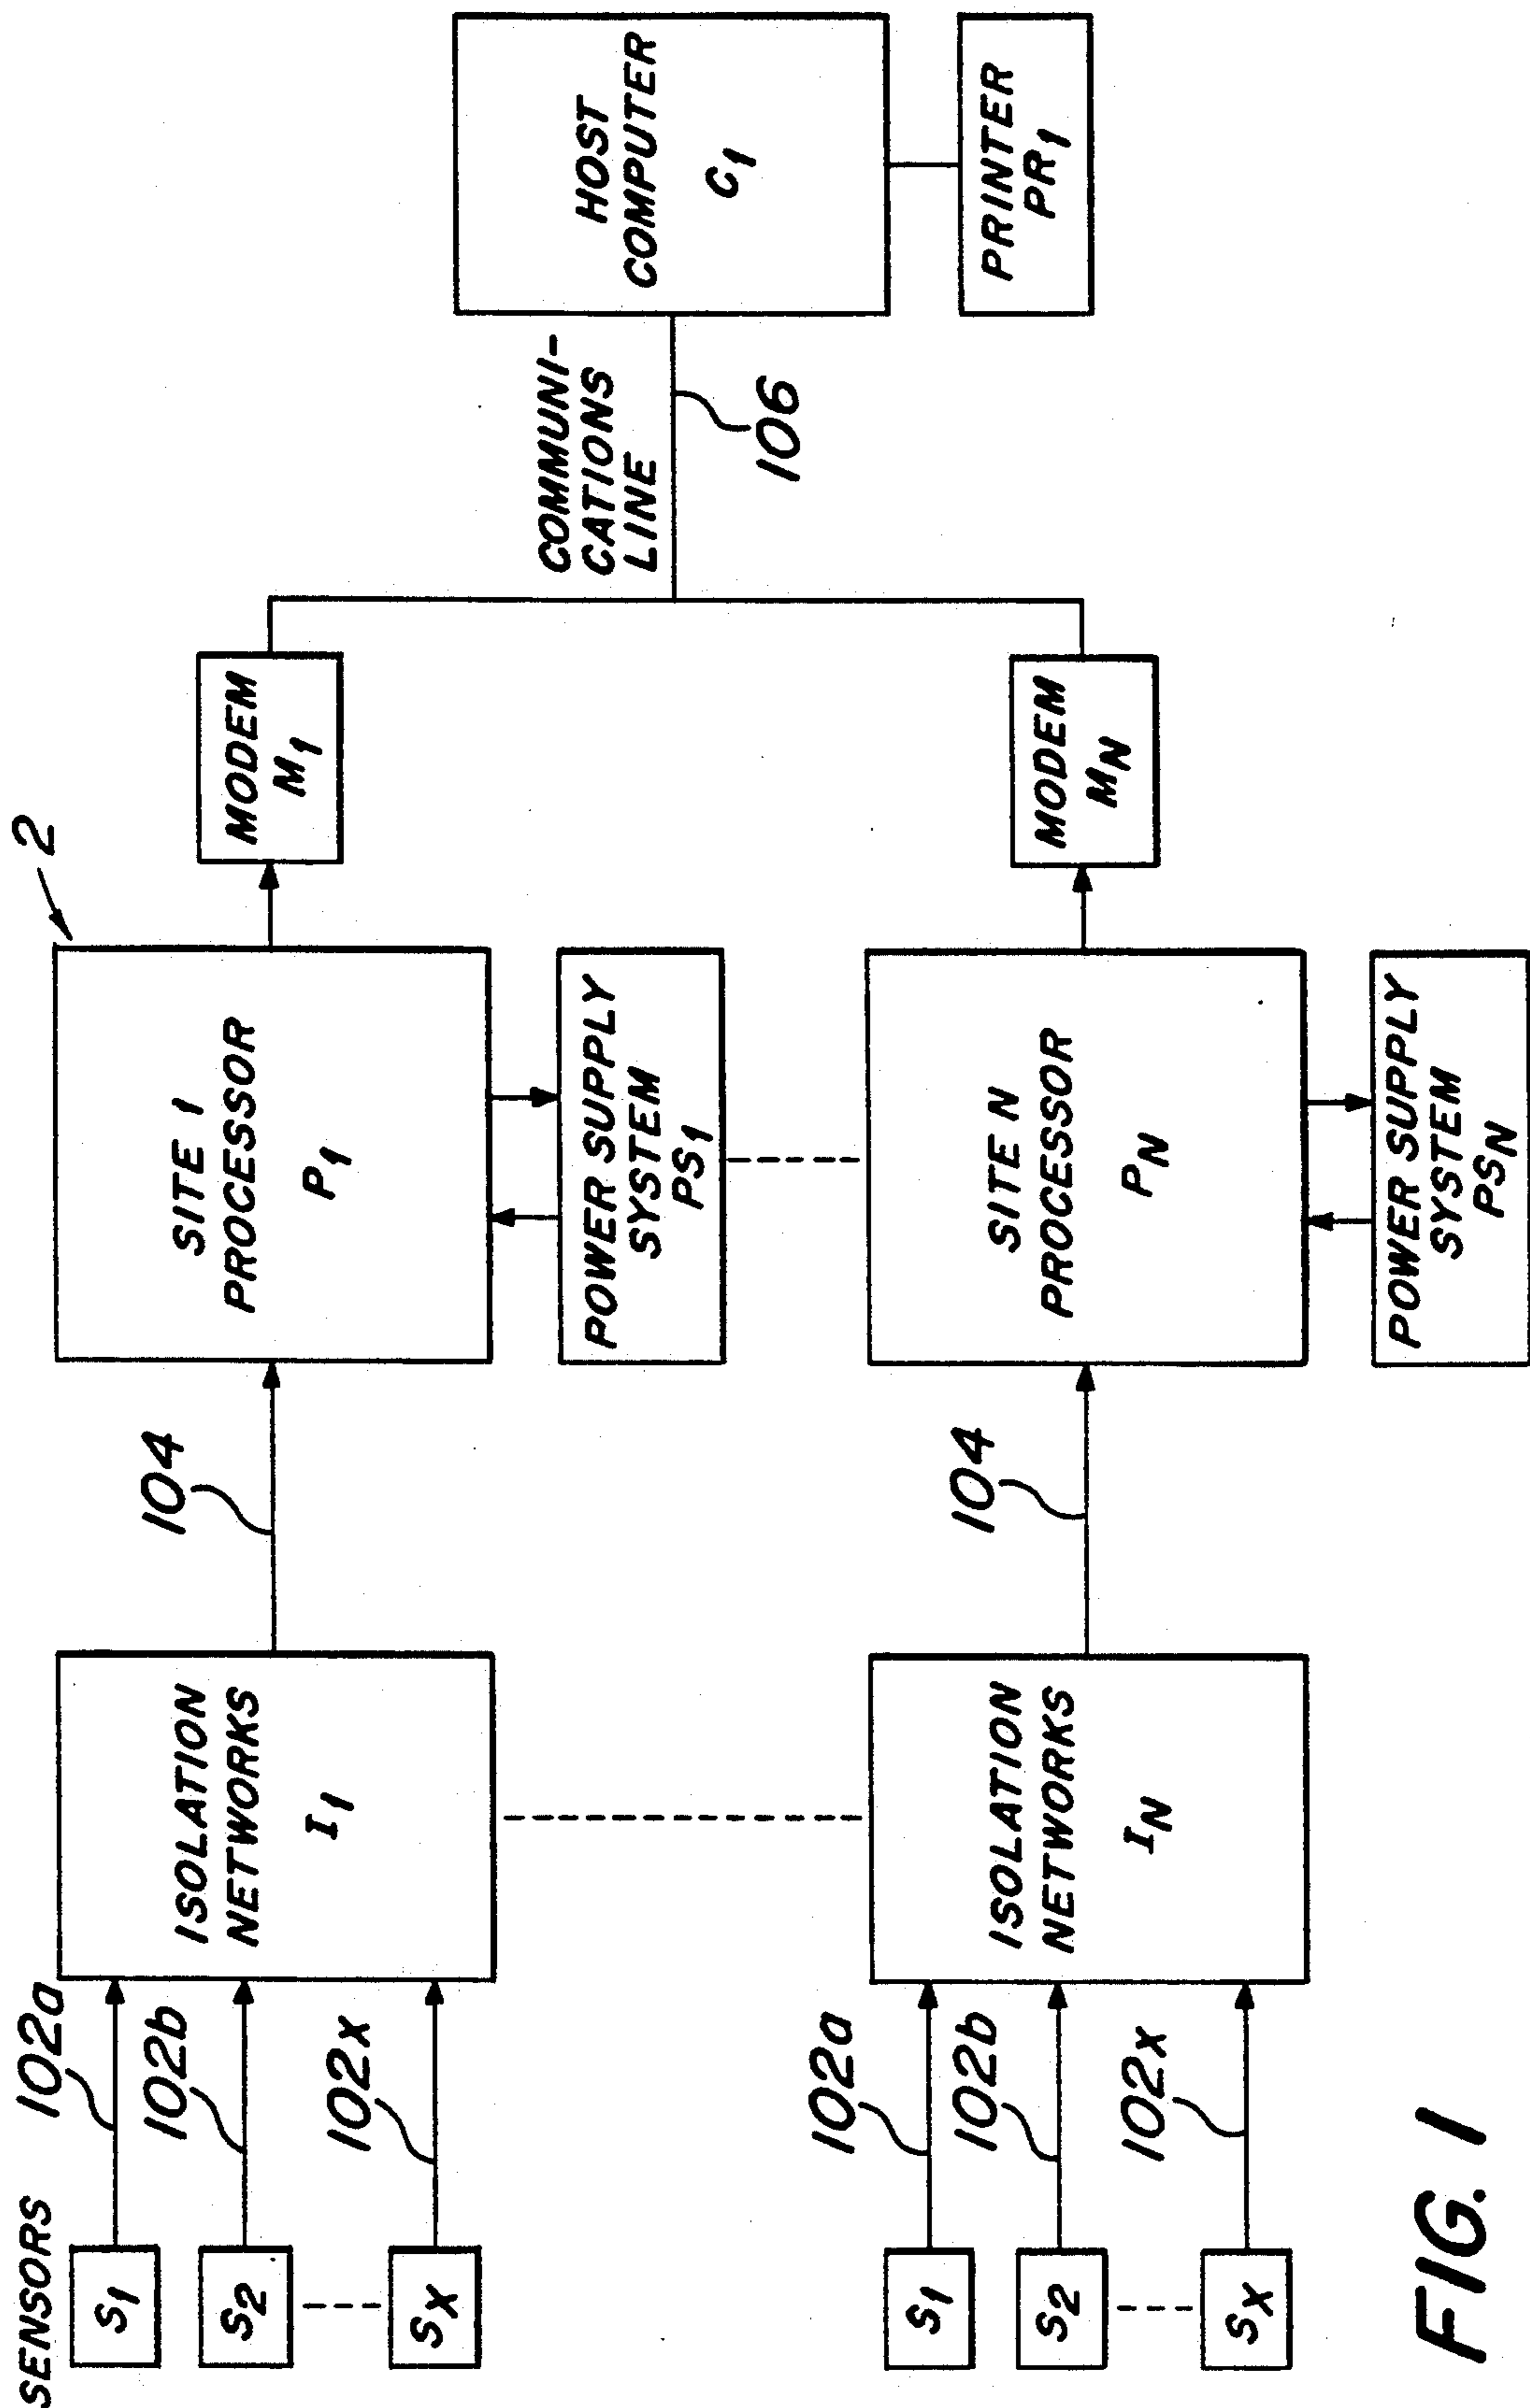 SENSORS
S1
S2
SX
102a
102b
102x
ISOLATION
NETWORKS
I1
104
SITE 1
PROCESSOR
P1
2
POWER SUPPLY
SYSTEM
PS1
MODEM
M1
COMMUNI-
CATIONS
LINE
106
HOST
COMPUTER
C1
PRINTER
PR1
S1
S2
SX
102a
102b
102x
ISOLATION
NETWORKS
IN
104
SITE N
PROCESSOR
PN
POWER SUPPLY
SYSTEM
PSN
MODEM
MN
FIG. 1